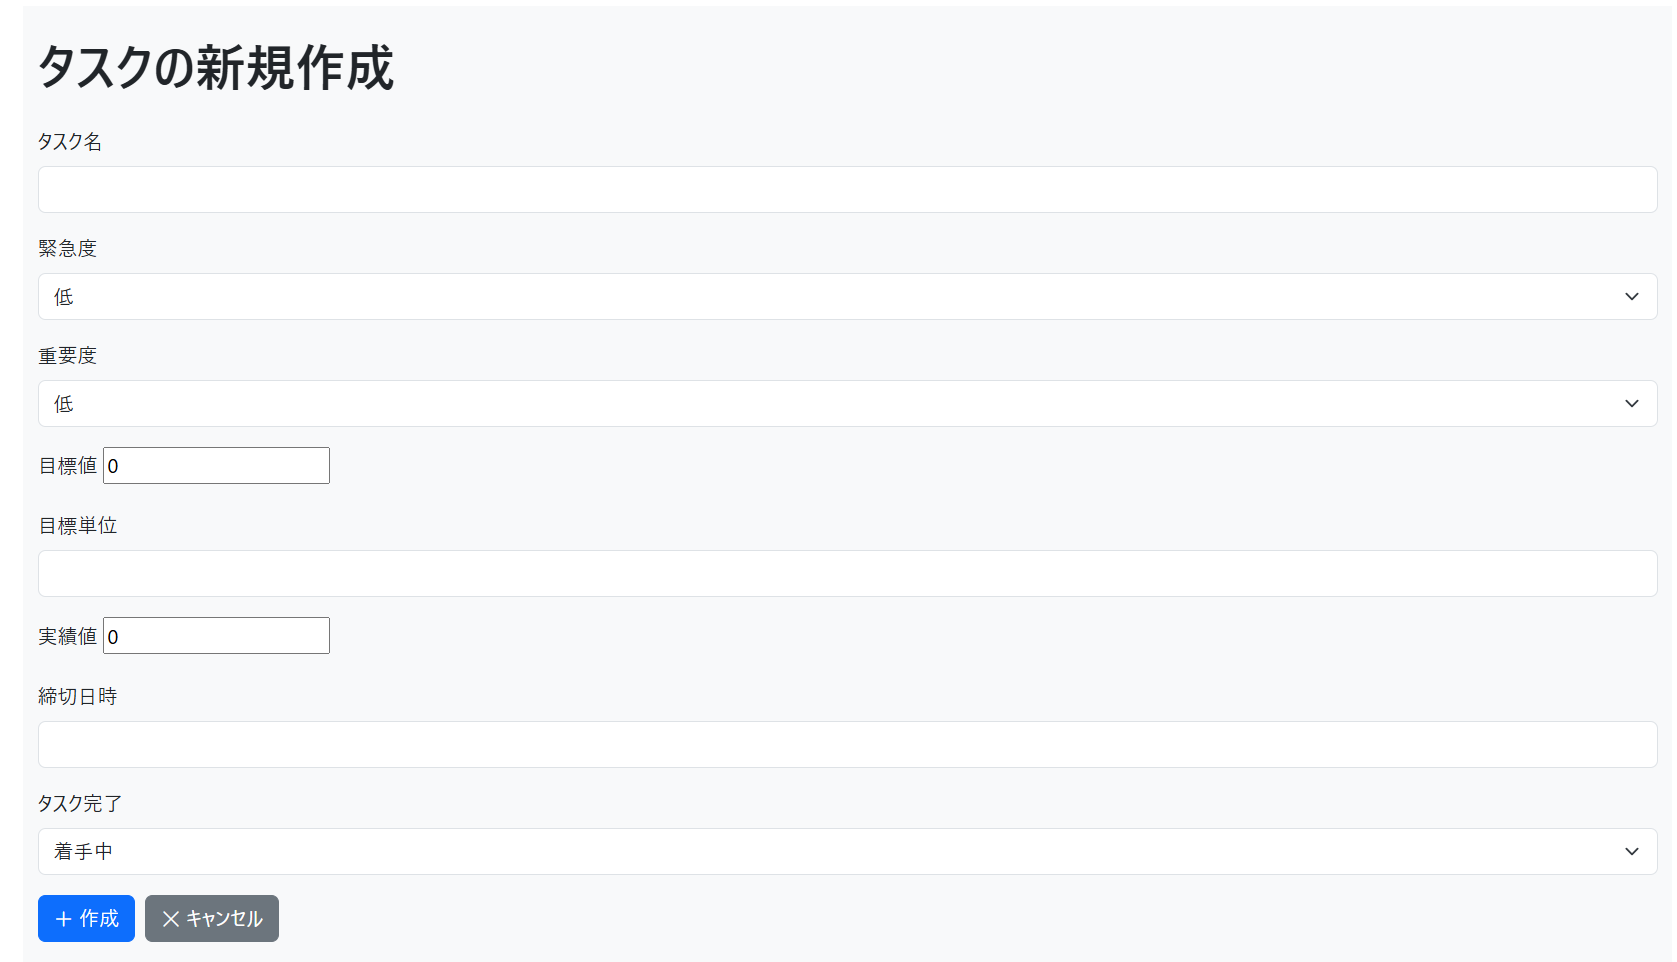 タスクの新規作成
タスク名
緊急度
低
重要度
低
目標値 0
目標単位
実績値 0
締切日時
タスク完了
着手中
＋ 作成 × キャンセル